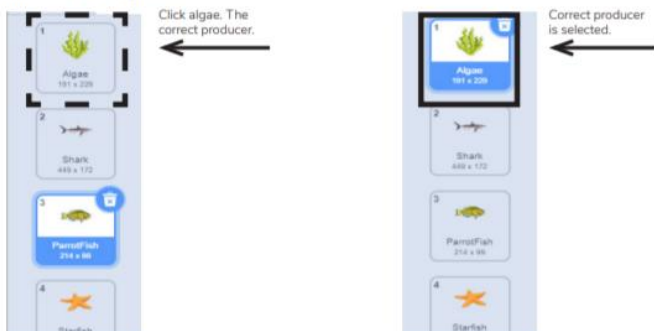 Click algae. The
correct producer.
1
Algae
191 x 229
2
Shark
449 x 172
3
ParrotFish
214 x 96
4
Starfish
Correct producer
is selected.
1
Algae
191 x 229
2
Shark
449 x 172
3
ParrotFish
214 x 96
4
Starfish